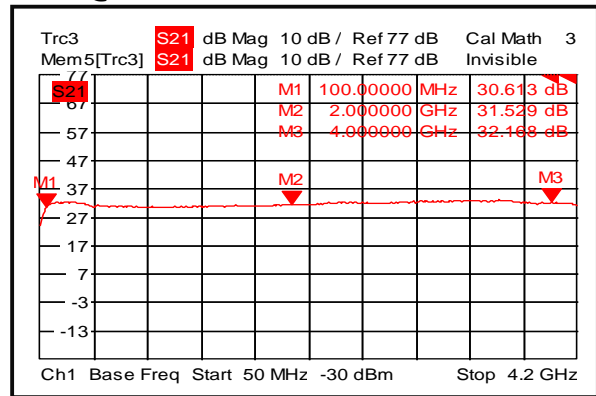 Trc3 S21 dB Mag 10 dB / Ref 77 dB Cal Math 3
Mem5[Trc3] S21 dB Mag 10 dB / Ref 77 dB Invisible
77
S21 M1 100.00000 MHz 30.613 dB
67 M2 2.000000 GHz 31.529 dB
57 M3 4.000000 GHz 32.168 dB
47
M1 M2 M3
37
27
17
7
-3
-13
Ch1 Base Freq Start 50 MHz -30 dBm Stop 4.2 GHz